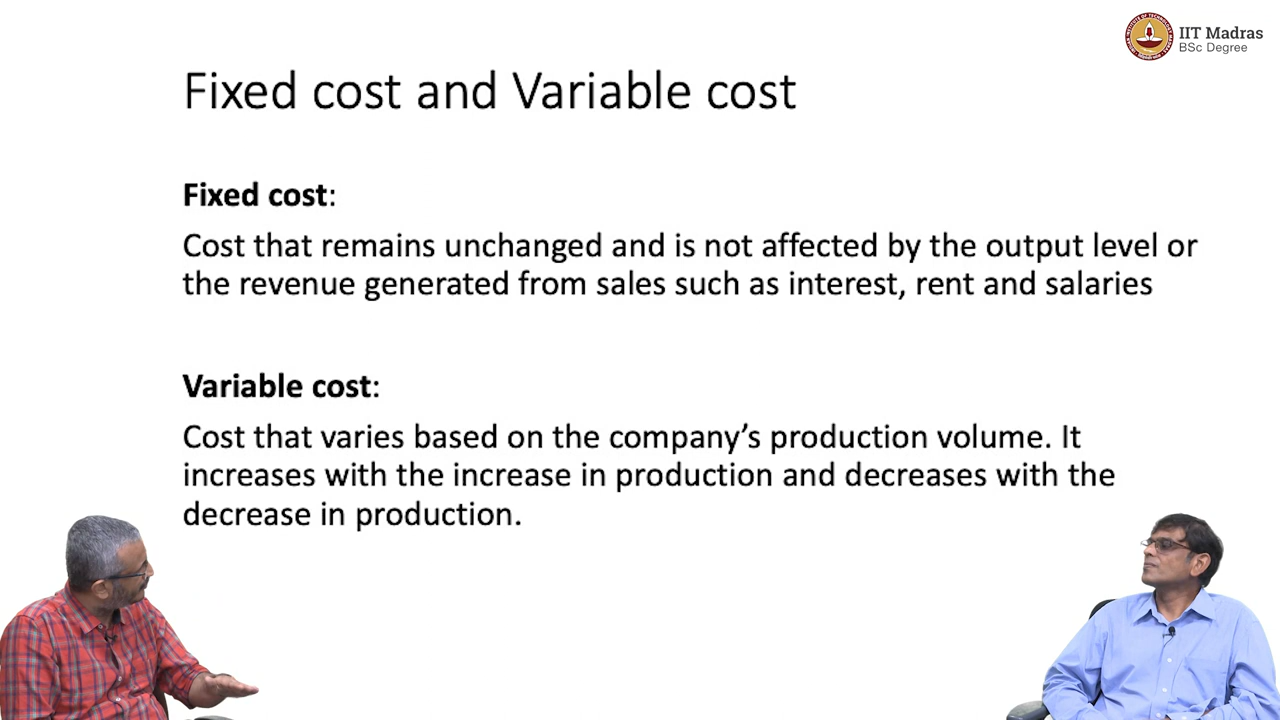 IIT Madras
BSc Degree
Fixed cost and Variable cost
Fixed cost:
Cost that remains unchanged and is not affected by the output level or
the revenue generated from sales such as interest, rent and salaries
Variable cost:
Cost that varies based on the company’s production volume. It
increases with the increase in production and decreases with the
decrease in production.